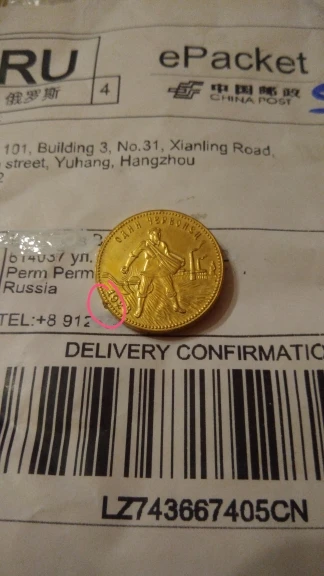 RU
俄罗斯
4
ePacket
中国邮政
CHINA POST
101, Building 3, No.31, Xianling Road,
street, Yuhang, Hangzhou
ОДИН ЧЕРВОНЕЦ
614037 ул.
Perm Perm
Russia
TEL:+8 912
DELIVERY CONFIRMATIO
LZ743667405CN